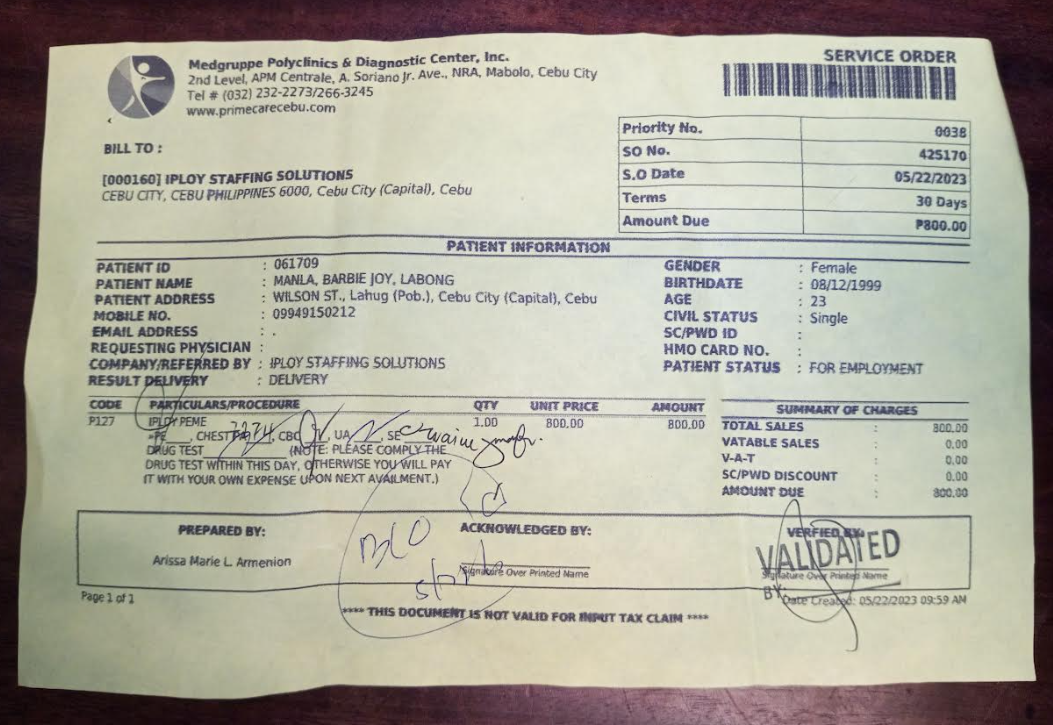 Medgruppe Polyclinics & Diagnostic Center, Inc.
2nd Level, APM Centrale, A. Soriano Jr. Ave., NRA, Mabolo, Cebu City
Tel # (032) 232-2273/266-3245
www.primecarecebu.com
SERVICE ORDER
Priority No. 0038
SO No. 425170
S.O Date 05/22/2023
Terms 30 Days
Amount Due ₱800.00
BILL TO :
[000160] IPLOY STAFFING SOLUTIONS
CEBU CITY, CEBU PHILIPPINES 6000, Cebu City (Capital), Cebu
PATIENT INFORMATION
PATIENT ID : 061709
PATIENT NAME : MANLA, BARBIE JOY, LABONG
PATIENT ADDRESS : WILSON ST., Lahug (Pob.), Cebu City (Capital), Cebu
MOBILE NO. : 09949150212
EMAIL ADDRESS : .
REQUESTING PHYSICIAN :
COMPANY/REFERRED BY : IPLOY STAFFING SOLUTIONS
RESULT DELIVERY : DELIVERY
GENDER : Female
BIRTHDATE : 08/12/1999
AGE : 23
CIVIL STATUS : Single
SC/PWD ID :
HMO CARD NO. :
PATIENT STATUS : FOR EMPLOYMENT
CODE PARTICULARS/PROCEDURE QTY UNIT PRICE AMOUNT
P127 IPLOY PEME 1.00 800.00 800.00
, CHEST , CBC , UA , SE
DRUG TEST (NOTE: PLEASE COMPLY THE
DRUG TEST WITHIN THIS DAY, OTHERWISE YOU WILL PAY
IT WITH YOUR OWN EXPENSE UPON NEXT AVAILMENT.)
SUMMARY OF CHARGES
TOTAL SALES : 800.00
VATABLE SALES : 0.00
V-A-T : 0.00
SC/PWD DISCOUNT : 0.00
AMOUNT DUE : 800.00
PREPARED BY:
Arissa Marie L. Armenion
ACKNOWLEDGED BY:
Signature Over Printed Name
VERFIED BY:
VALIDATED
Signature Over Printed Name
BY
Page 1 of 1
Date Created: 05/22/2023 09:59 AM
**** THIS DOCUMENT IS NOT VALID FOR INPUT TAX CLAIM ****